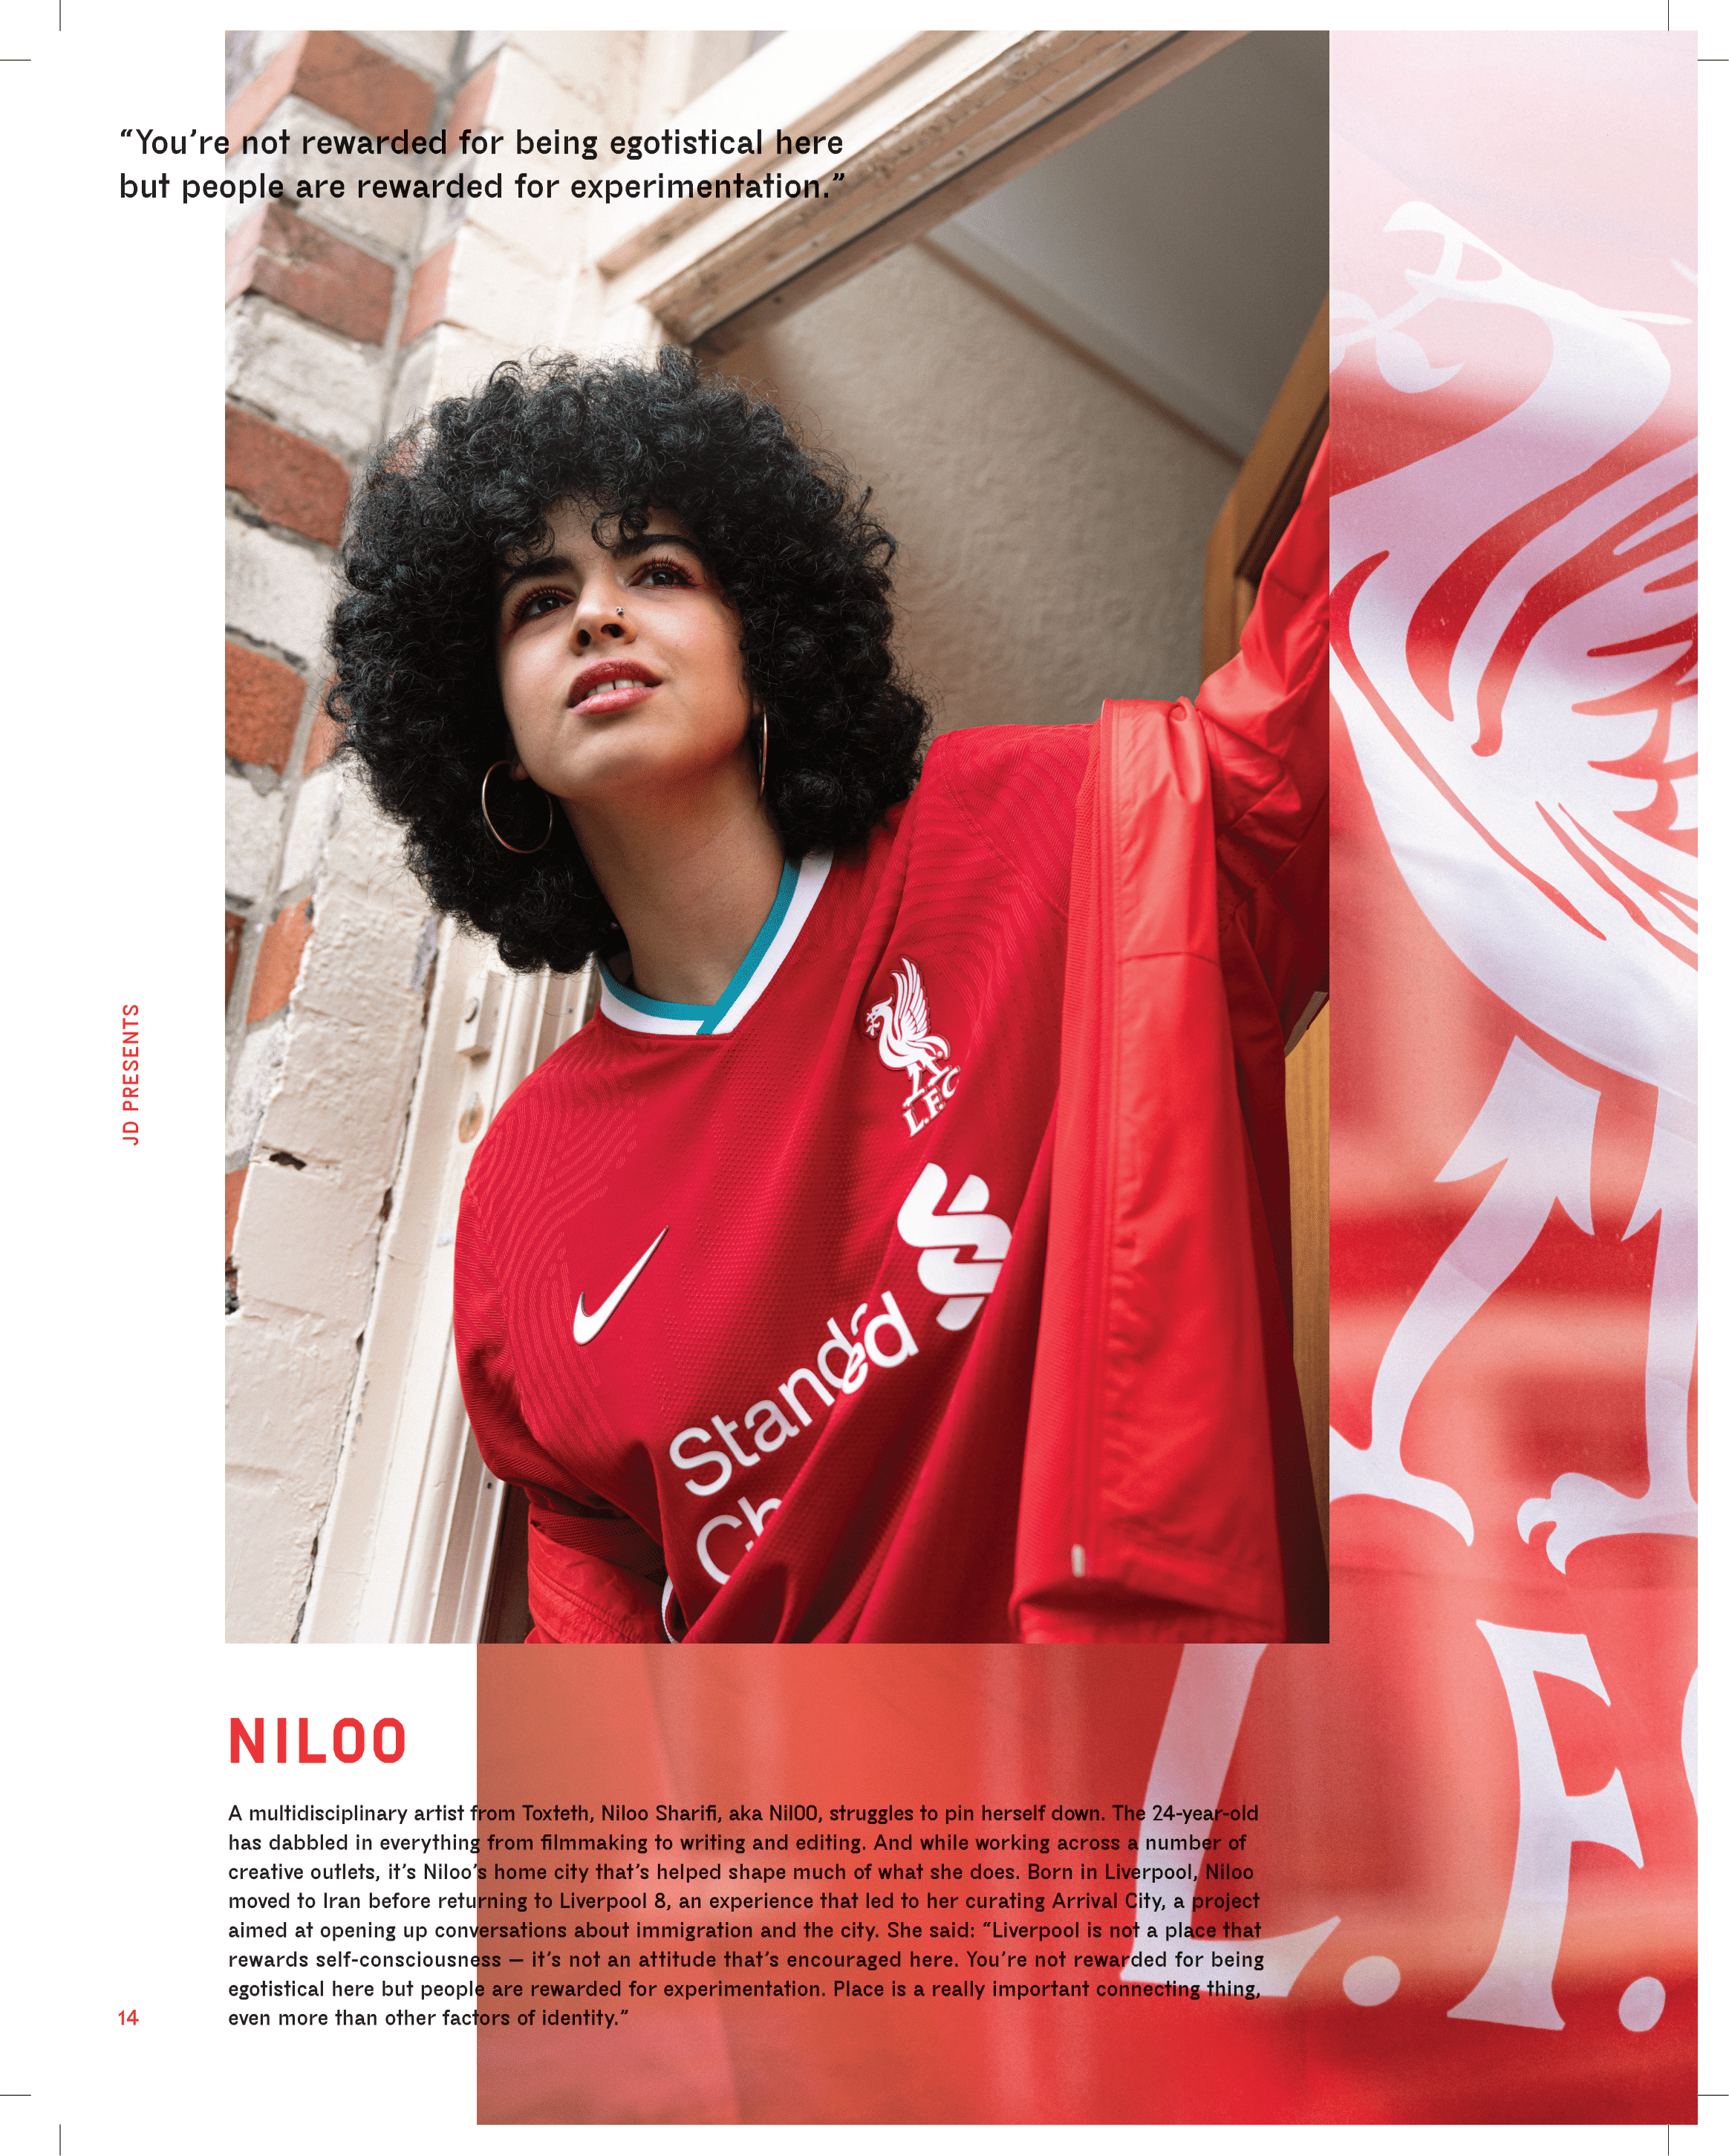 “You’re not rewarded for being egotistical here
but people are rewarded for experimentation.”
JD PRESENTS
L.F.C
Standard
L.F.
NILOO
A multidisciplinary artist from Toxteth, Niloo Sharifi, aka Nil00, struggles to pin herself down. The 24-year-old
has dabbled in everything from filmmaking to writing and editing. And while working across a number of
creative outlets, it’s Niloo’s home city that’s helped shape much of what she does. Born in Liverpool, Niloo
moved to Iran before returning to Liverpool 8, an experience that led to her curating Arrival City, a project
aimed at opening up conversations about immigration and the city. She said: “Liverpool is not a place that
rewards self-consciousness – it’s not an attitude that’s encouraged here. You’re not rewarded for being
egotistical here but people are rewarded for experimentation. Place is a really important connecting thing,
even more than other factors of identity.”
14